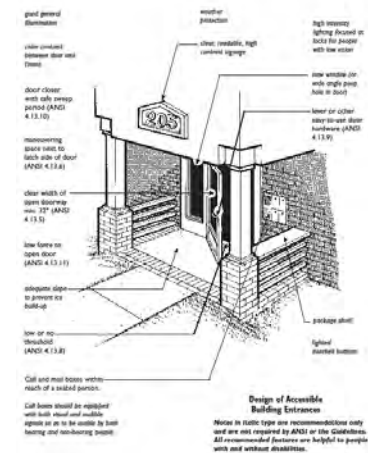 good general
illumination
color contrast
between door and
frame
door closer
with safe sweep
period (ANSI
4.13.10)
maneuvering
space next to
latch side of door
(ANSI 4.13.6)
clear width of
open doorway
min. 32" (ANSI
4.13.5)
low force to
open door
(ANSI 4.13.11)
adequate slope
to prevent ice
build-up
low or no
threshold
(ANSI 4.13.8)
Call and mail boxes within
reach of a seated person.
Call boxes should be equipped
with both visual and audible
signals so as to be usable by both
hearing and non-hearing people.
weather
protection
clear, readable, high
contrast signage
205
high intensity
lighting focused at
locks for people
with low vision
view window (or
wide angle peep
hole in door)
lever or other
easy-to-use door
hardware (ANSI
4.13.9)
package shelf
lighted
doorbell button
Design of Accessible
Building Entrances
Notes in italic type are recommendations only
and are not required by ANSI or the Guidelines.
All recommended features are helpful to people
with and without disabilities.